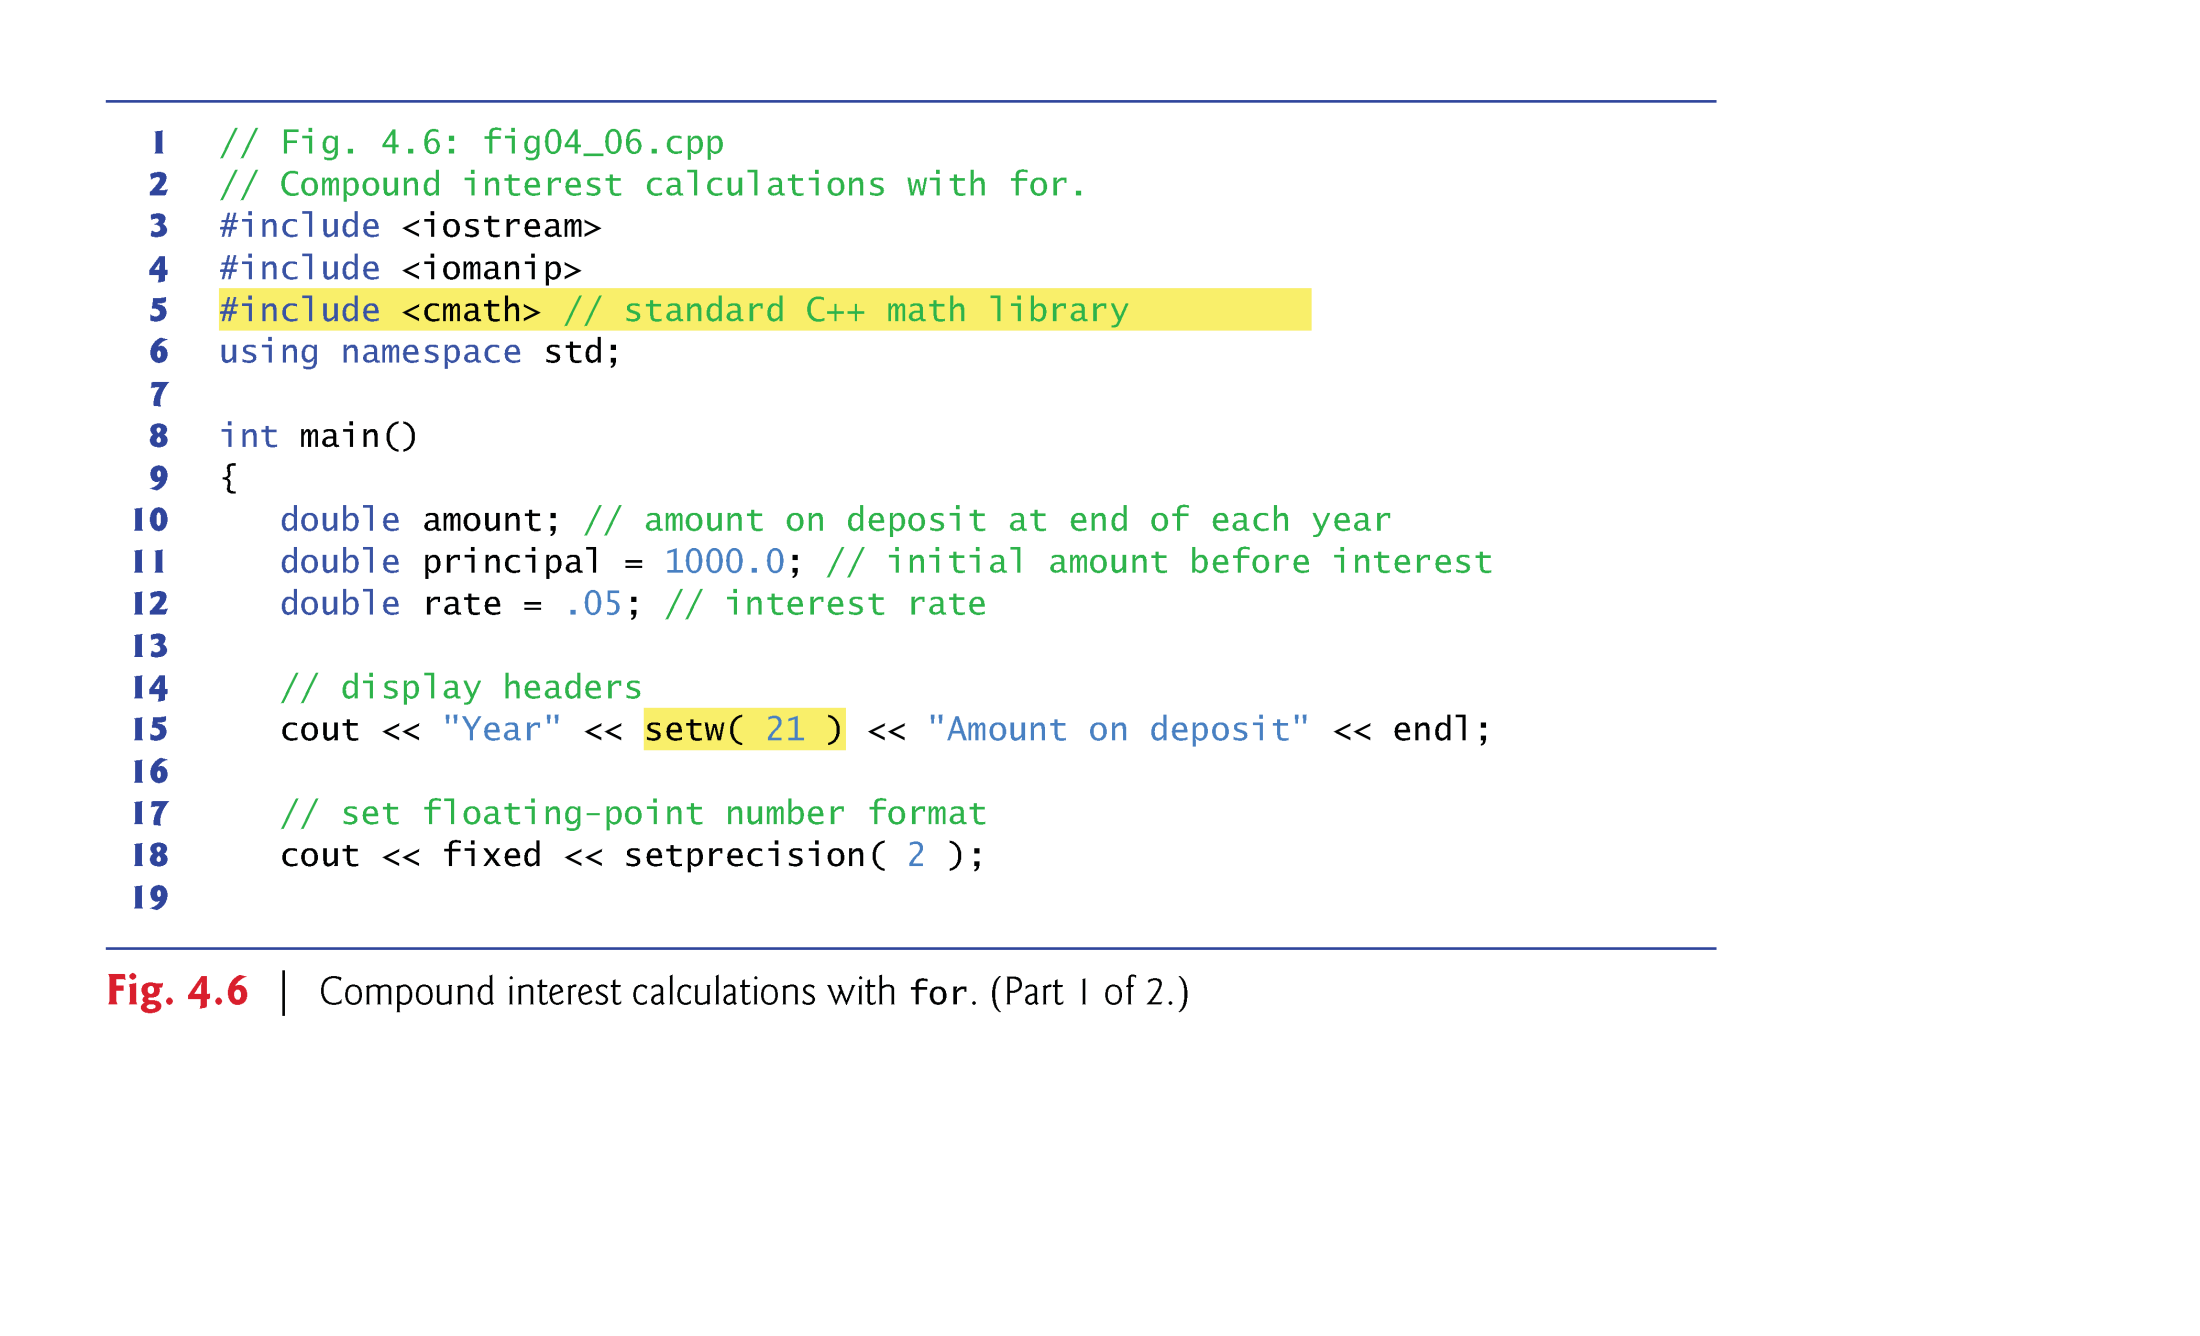 1 // Fig. 4.6: fig04_06.cpp
2 // Compound interest calculations with for.
3 #include <iostream>
4 #include <iomanip>
5 #include <cmath> // standard C++ math library
6 using namespace std;
7
8 int main()
9 {
10    double amount; // amount on deposit at end of each year
11    double principal = 1000.0; // initial amount before interest
12    double rate = .05; // interest rate
13
14    // display headers
15    cout << "Year" << setw( 21 ) << "Amount on deposit" << endl;
16
17    // set floating-point number format
18    cout << fixed << setprecision( 2 );
19
Fig. 4.6 | Compound interest calculations with for. (Part 1 of 2.)